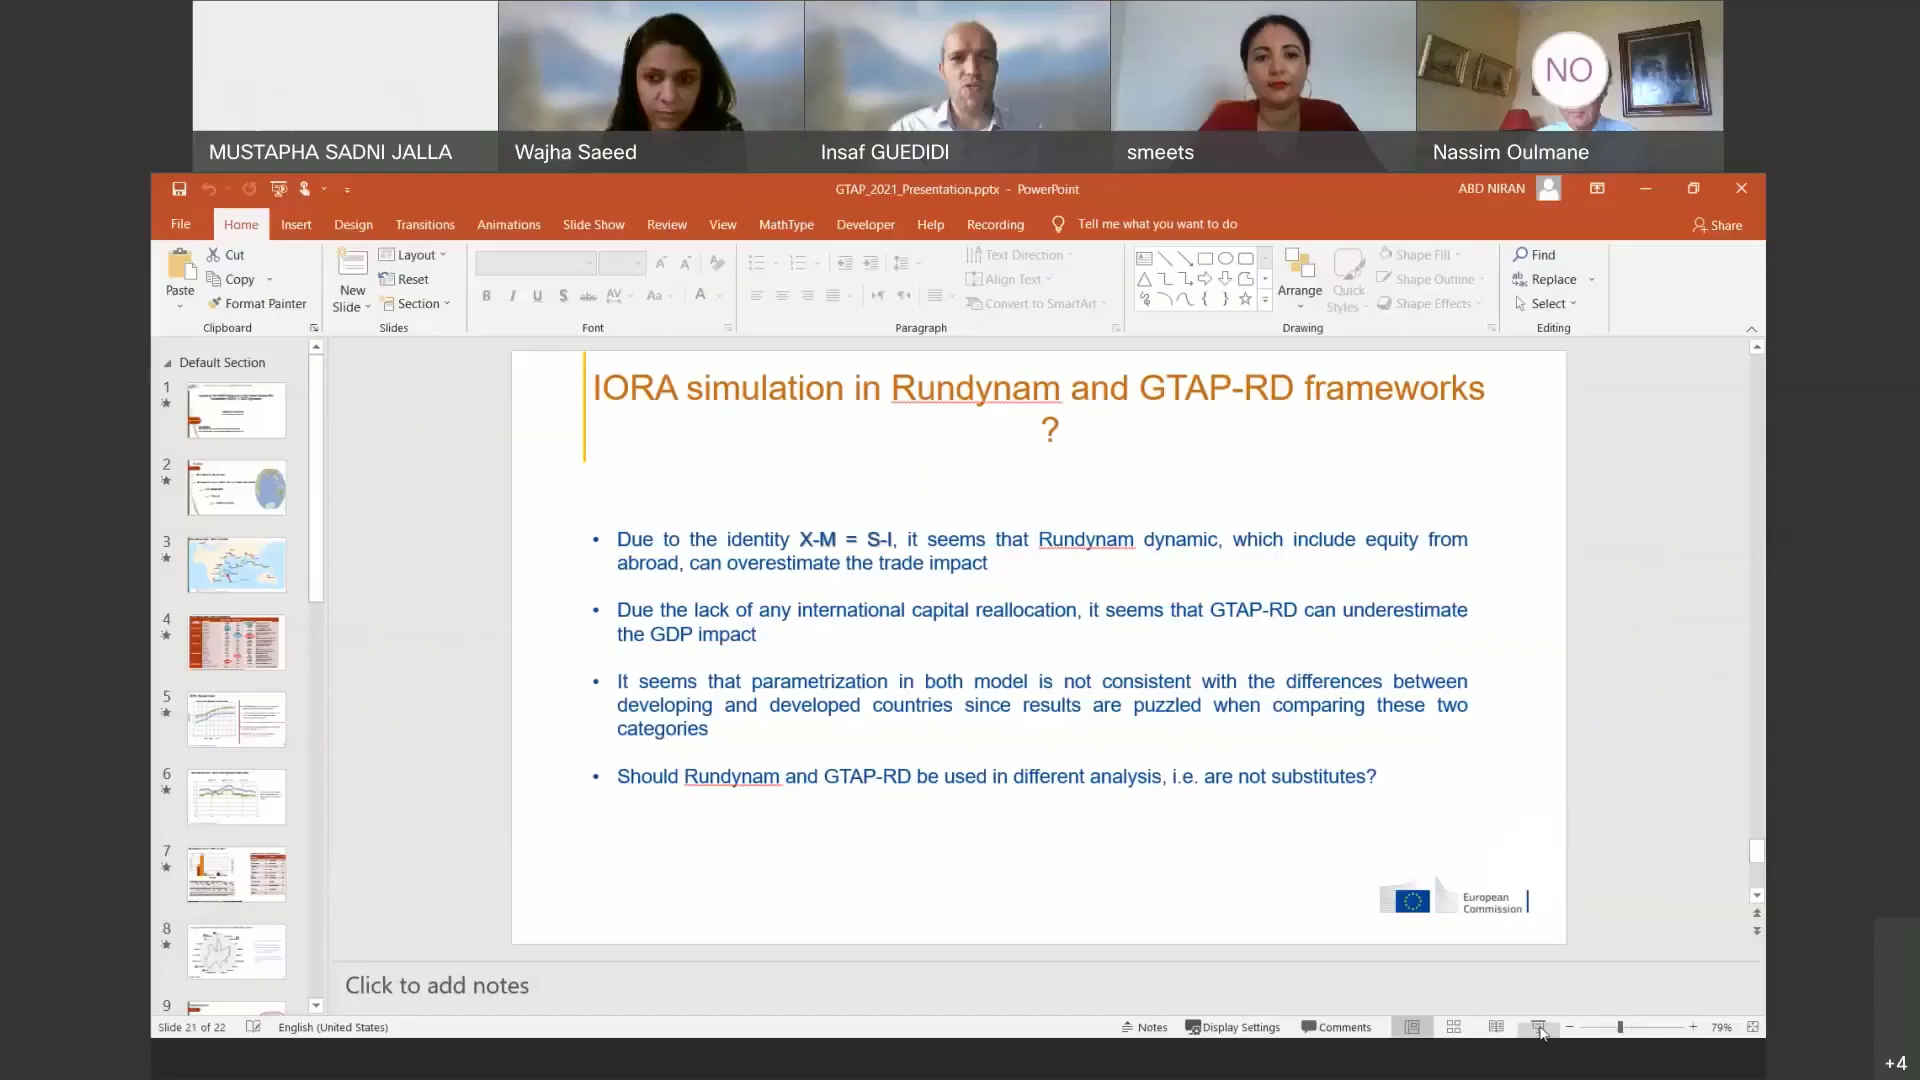 MUSTAPHA SADNI JALLA
Wajha Saeed
Insaf GUEDIDI
smeets
NO
Nassim Oulmane
GTAP_2021_Presentation.pptx - PowerPoint
ABD NIRAN
File
Home
Insert
Design
Transitions
Animations
Slide Show
Review
View
MathType
Developer
Help
Recording
Tell me what you want to do
Share
Paste
Cut
Copy
Format Painter
Clipboard
New
Slide
Layout
Reset
Section
Slides
Font
Text Direction
Align Text
Convert to SmartArt
Paragraph
Arrange
Quick
Styles
Shape Fill
Shape Outline
Shape Effects
Drawing
Find
Replace
Select
Editing
Default Section
1
2
3
4
5
6
7
8
9
IORA simulation in Rundynam and GTAP-RD frameworks
?
• Due to the identity X-M = S-I, it seems that Rundynam dynamic, which include equity from
abroad, can overestimate the trade impact
• Due the lack of any international capital reallocation, it seems that GTAP-RD can underestimate
the GDP impact
• It seems that parametrization in both model is not consistent with the differences between
developing and developed countries since results are puzzled when comparing these two
categories
• Should Rundynam and GTAP-RD be used in different analysis, i.e. are not substitutes?
European
Commission
Click to add notes
Slide 21 of 22
English (United States)
Notes
Display Settings
Comments
79%
+4